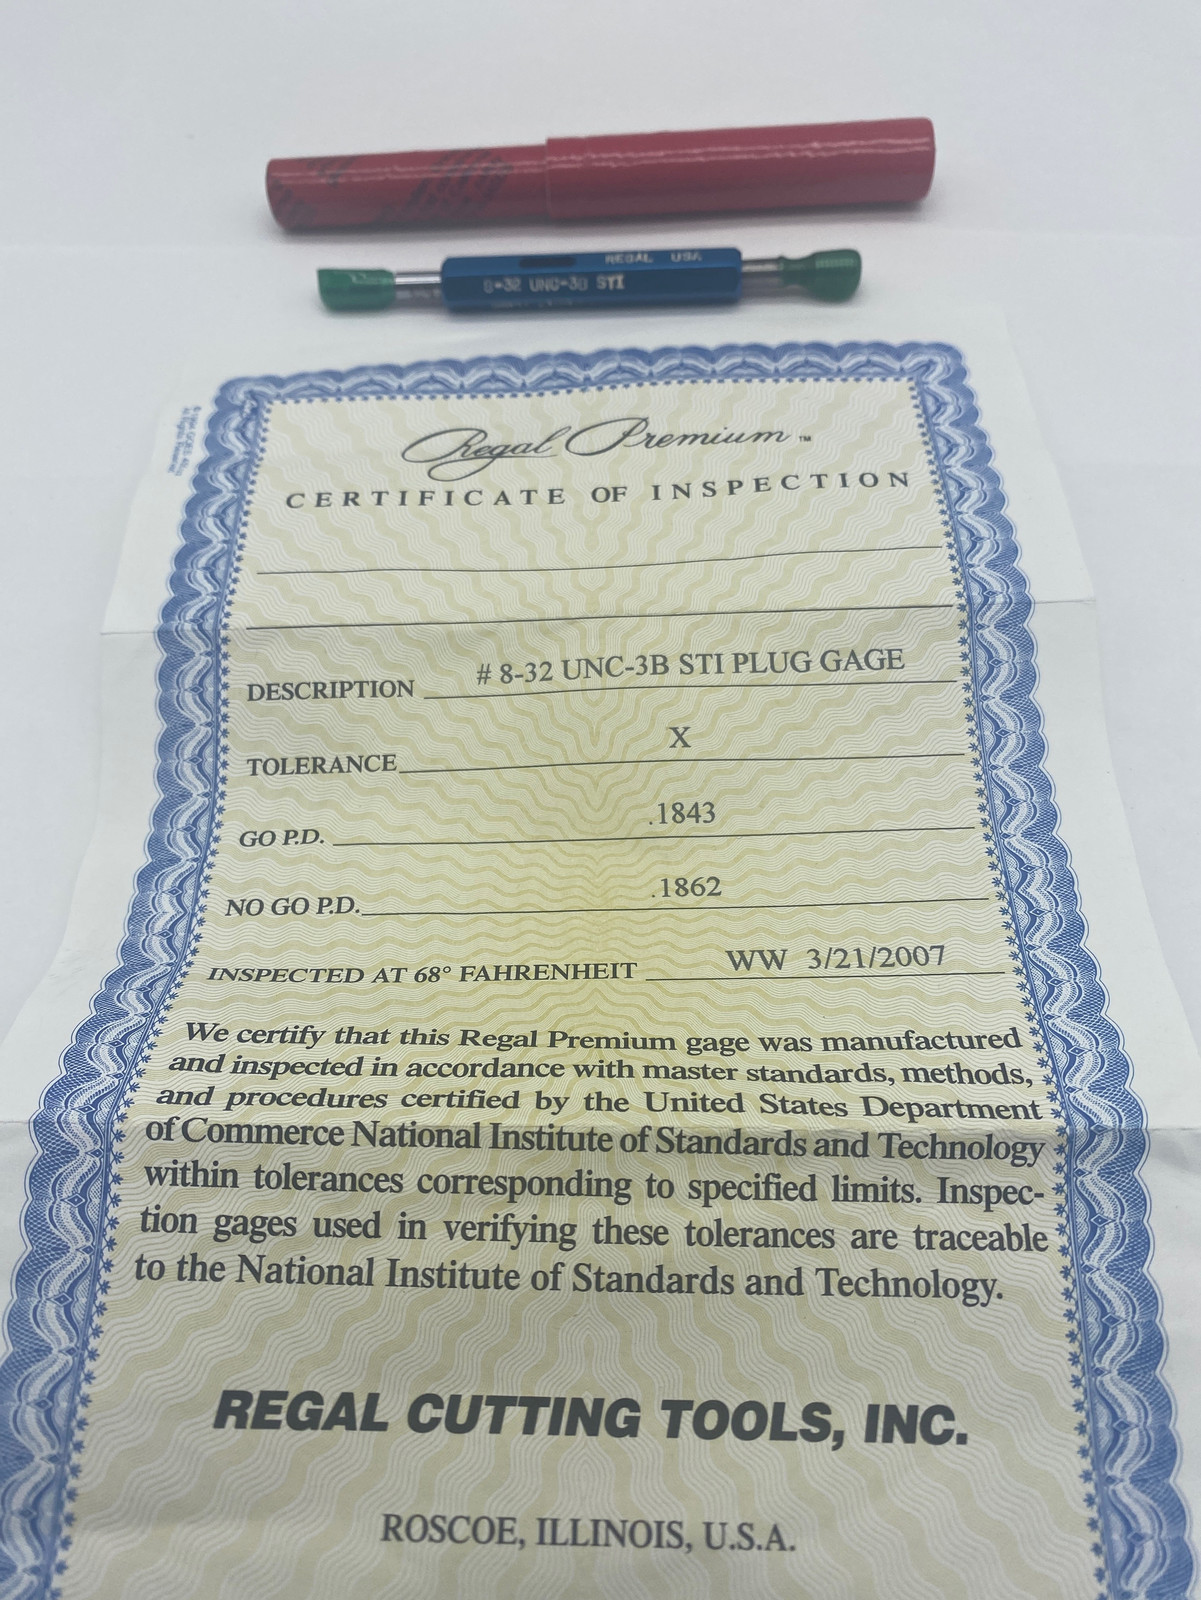 REGAL USA
8-32 UNC-3B STI
Regal Premium™
CERTIFICATE OF INSPECTION
DESCRIPTION # 8-32 UNC-3B STI PLUG GAGE
TOLERANCE X
GO P.D. .1843
NO GO P.D. .1862
INSPECTED AT 68° FAHRENHEIT WW 3/21/2007
We certify that this Regal Premium gage was manufactured
and inspected in accordance with master standards, methods,
and procedures certified by the United States Department
of Commerce National Institute of Standards and Technology
within tolerances corresponding to specified limits. Inspec-
tion gages used in verifying these tolerances are traceable
to the National Institute of Standards and Technology.
REGAL CUTTING TOOLS, INC.
ROSCOE, ILLINOIS, U.S.A.